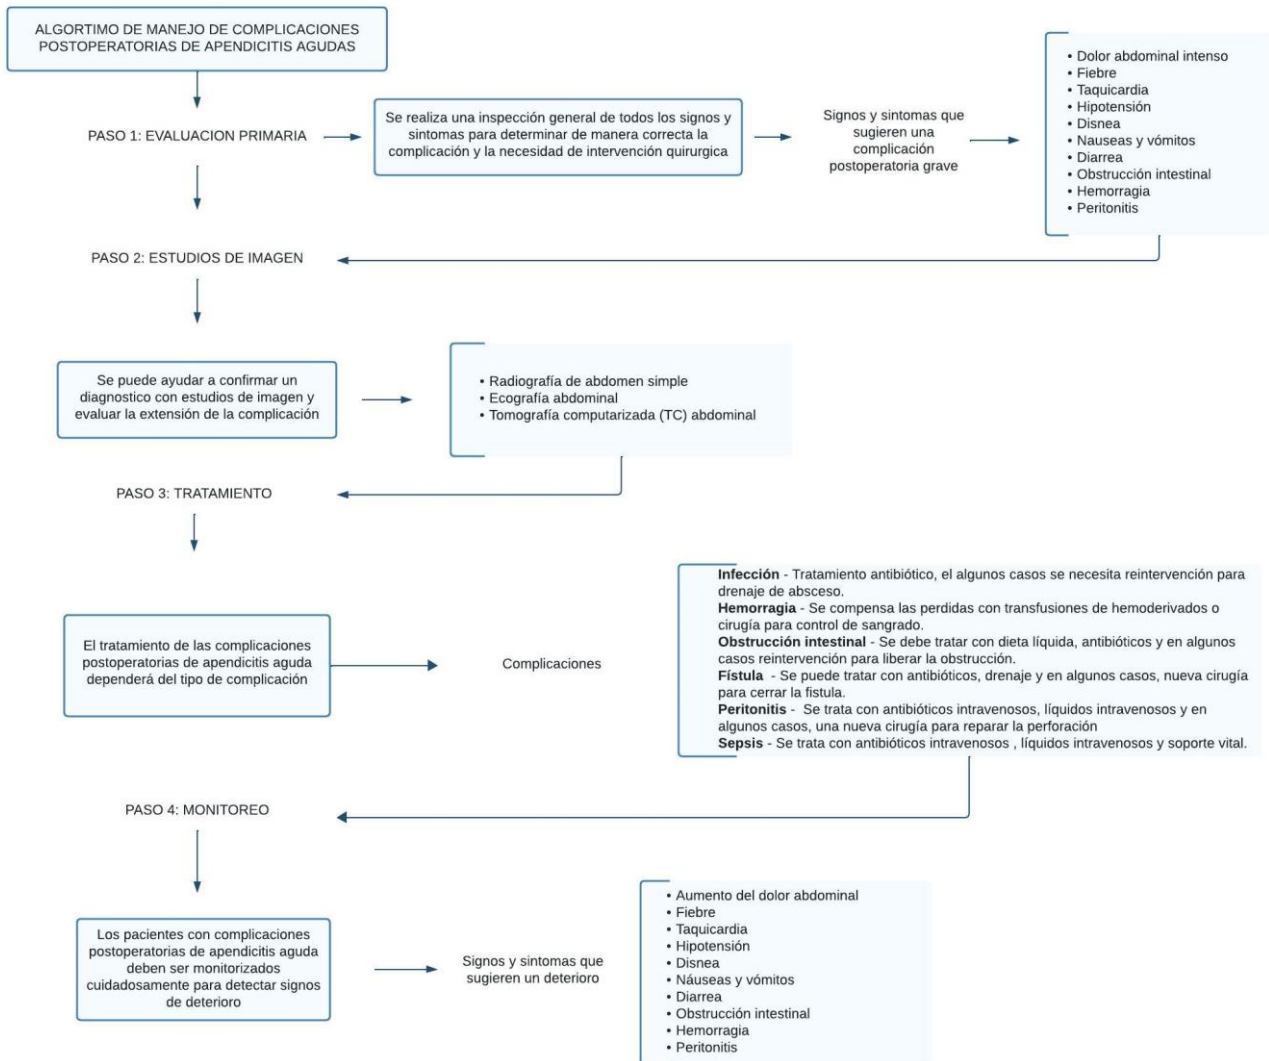 ALGORTIMO DE MANEJO DE COMPLICACIONES
POSTOPERATORIAS DE APENDICITIS AGUDAS
PASO 1: EVALUACION PRIMARIA
Se realiza una inspección general de todos los signos y
sintomas para determinar de manera correcta la
complicación y la necesidad de intervención quirurgica
Signos y sintomas que
sugieren una
complicación
postoperatoria grave
• Dolor abdominal intenso
• Fiebre
• Taquicardia
• Hipotensión
• Disnea
• Nauseas y vómitos
• Diarrea
• Obstrucción intestinal
• Hemorragia
• Peritonitis
PASO 2: ESTUDIOS DE IMAGEN
Se puede ayudar a confirmar un
diagnostico con estudios de imagen y
evaluar la extensión de la complicación
• Radiografía de abdomen simple
• Ecografía abdominal
• Tomografía computarizada (TC) abdominal
PASO 3: TRATAMIENTO
El tratamiento de las complicaciones
postoperatorias de apendicitis aguda
dependerá del tipo de complicación
Complicaciones
Infección - Tratamiento antibiótico, el algunos casos se necesita reintervención para
drenaje de absceso.
Hemorragia - Se compensa las perdidas con transfusiones de hemoderivados o
cirugía para control de sangrado.
Obstrucción intestinal - Se debe tratar con dieta líquida, antibióticos y en algunos
casos reintervención para liberar la obstrucción.
Fístula - Se puede tratar con antibióticos, drenaje y en algunos casos, nueva cirugía
para cerrar la fistula.
Peritonitis - Se trata con antibióticos intravenosos, líquidos intravenosos y en
algunos casos, una nueva cirugía para reparar la perforación
Sepsis - Se trata con antibióticos intravenosos , líquidos intravenosos y soporte vital.
PASO 4: MONITOREO
Los pacientes con complicaciones
postoperatorias de apendicitis aguda
deben ser monitorizados
cuidadosamente para detectar signos
de deterioro
Signos y sintomas que
sugieren un deterioro
• Aumento del dolor abdominal
• Fiebre
• Taquicardia
• Hipotensión
• Disnea
• Náuseas y vómitos
• Diarrea
• Obstrucción intestinal
• Hemorragia
• Peritonitis